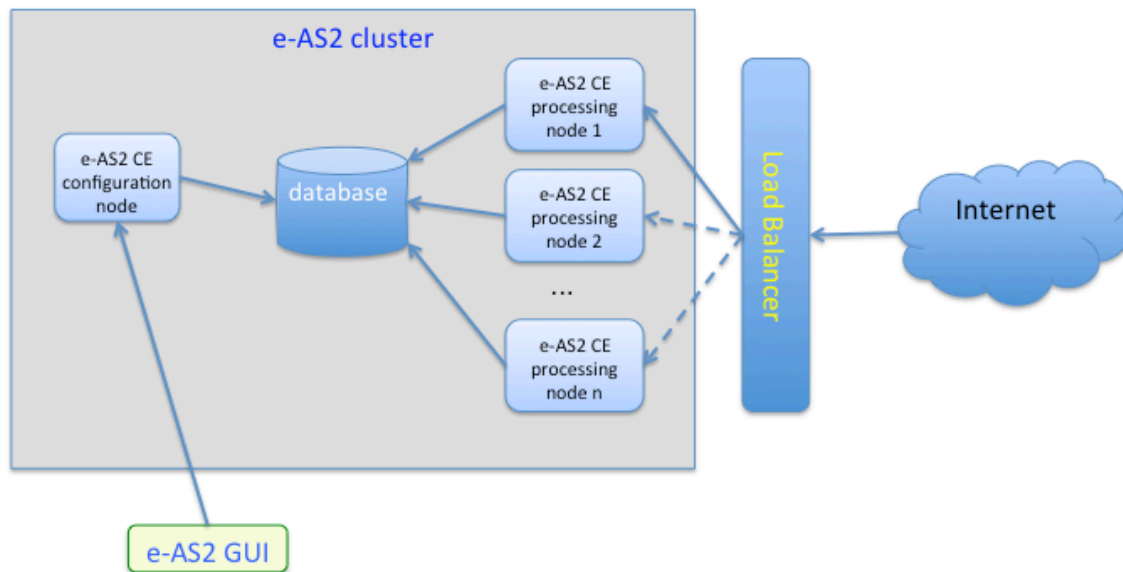 e-AS2 cluster
e-AS2 CE
configuration
node
database
e-AS2 CE
processing
node 1
e-AS2 CE
processing
node 2
...
e-AS2 CE
processing
node n
Load Balancer
Internet
e-AS2 GUI